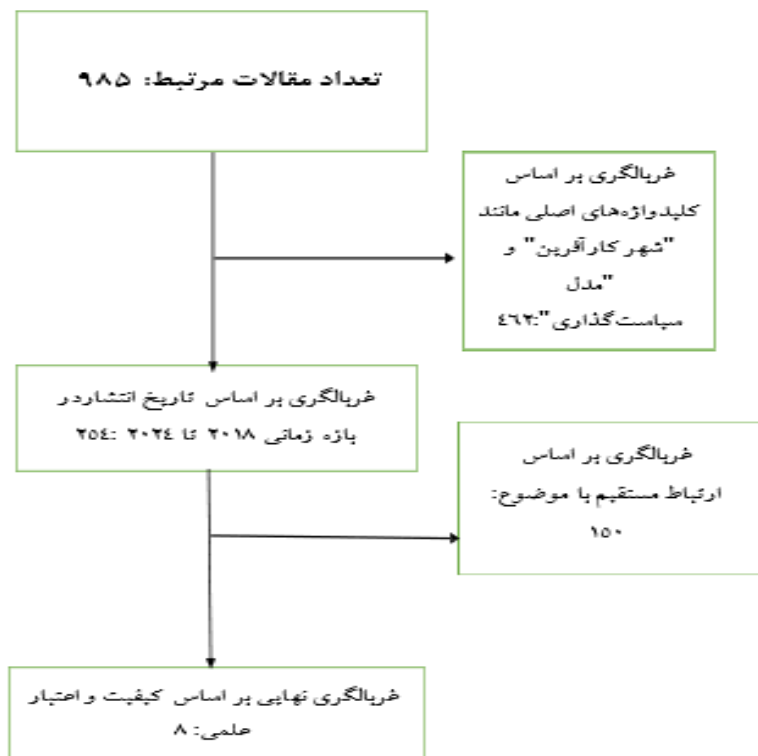 تعداد مقالات مرتبط: ۹۸۵
غربالگری بر اساس
کلیدواژه‌های اصلی مانند
"شهر کارآفرین" و
"مدل
سیاست‌گذاری":٤٦٢
غربالگری بر اساس تاریخ انتشاردر
بازه زمانی ۲۰۱۸ تا ۲۰۲٤ :۲٥٤
غربالگری بر اساس
ارتباط مستقیم با موضوع:
۱٥۰
غربالگری نهایی بر اساس کیفیت و اعتبار
علمی: ۸